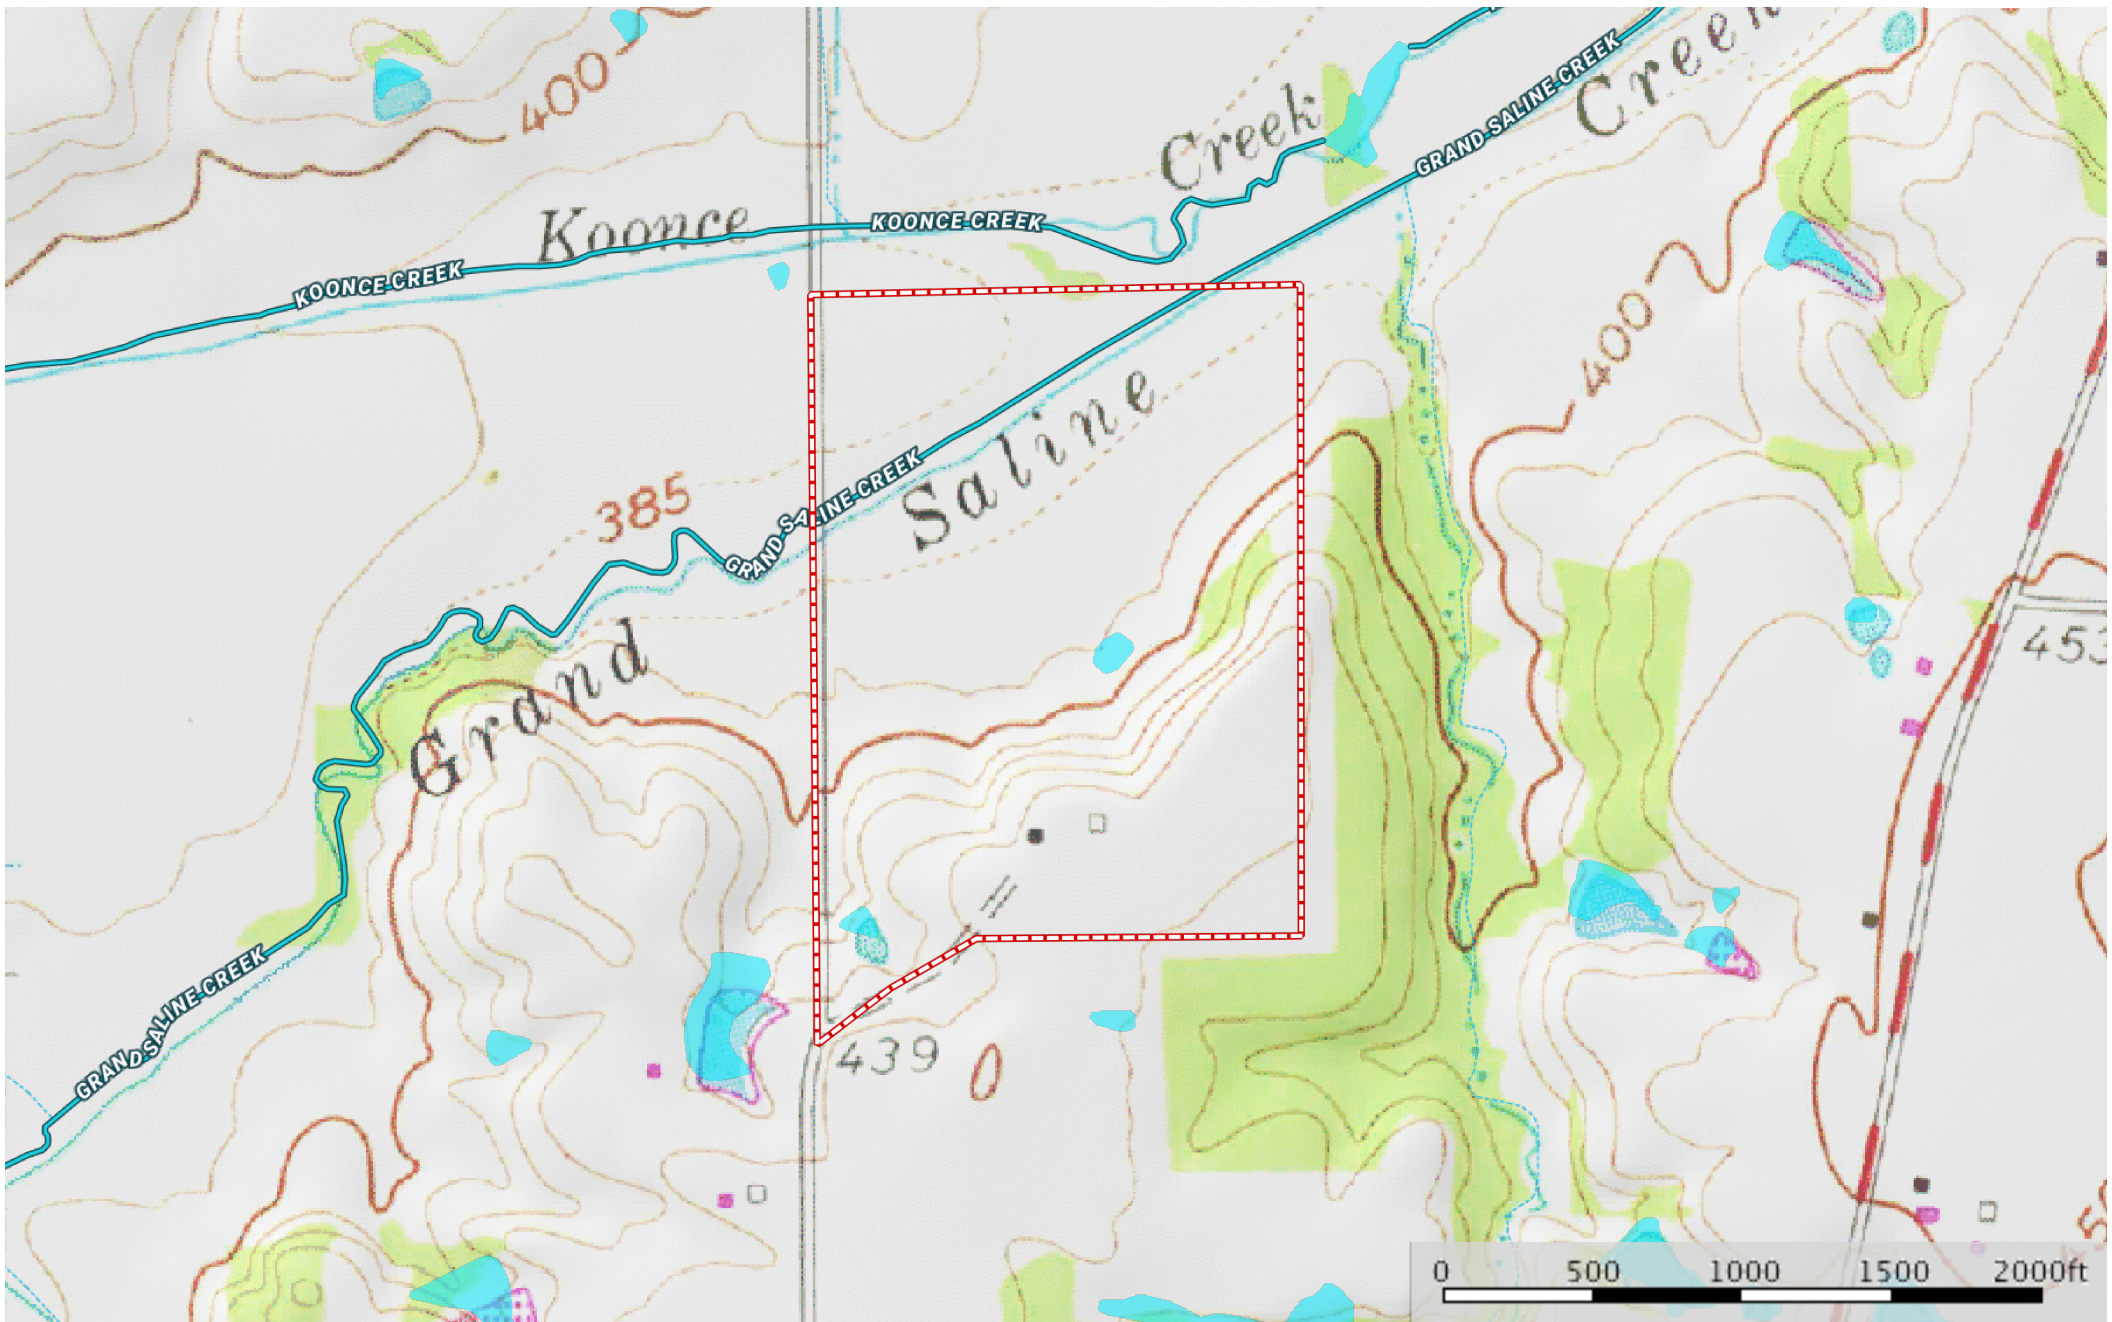 400
Creek
GRAND SALINE CREEK
Creek
Koonce
KOONCE CREEK
KOONCE CREEK
400
Saline
GRAND SALINE CREEK
385
Grand
453
GRAND SALINE CREEK
439
0 500 1000 1500 2000ft